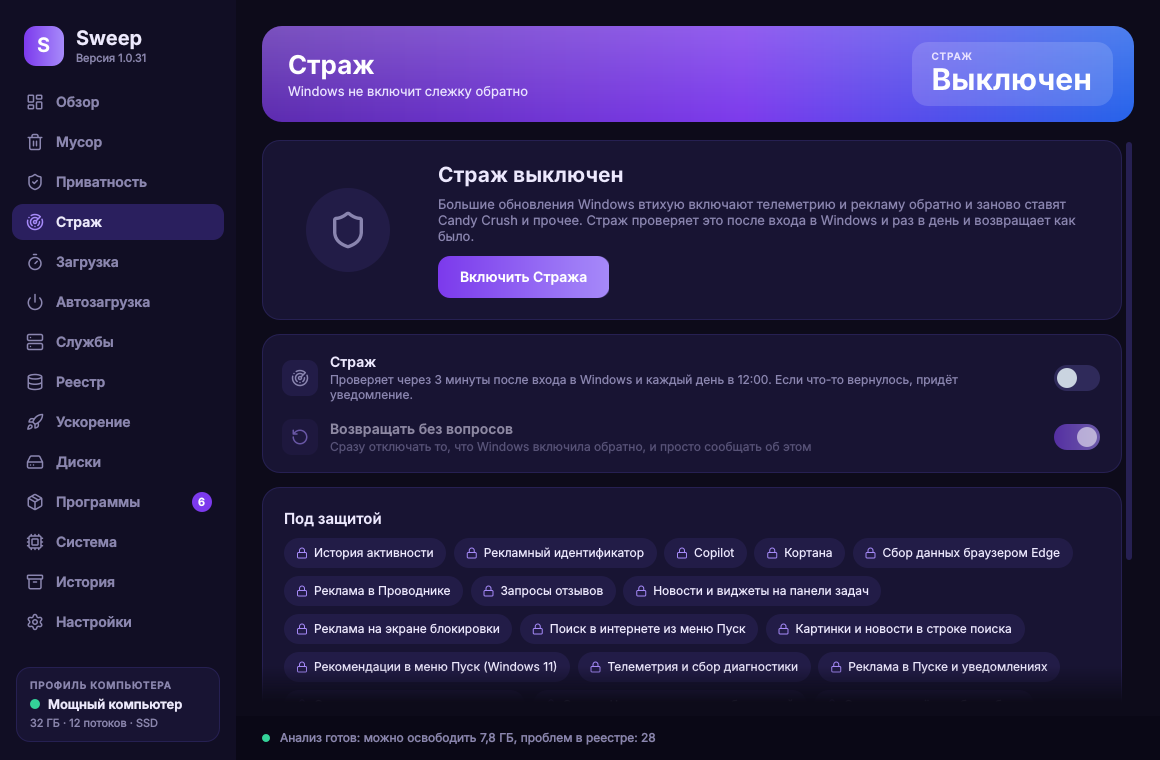 S
Sweep
Версия 1.0.31
Обзор
Мусор
Приватность
Страж
Загрузка
Автозагрузка
Службы
Реестр
Ускорение
Диски
Программы 6
Система
История
Настройки
ПРОФИЛЬ КОМПЬЮТЕРА
Мощный компьютер
32 ГБ · 12 потоков · SSD
Страж
Windows не включит слежку обратно
СТРАЖ
Выключен
Страж выключен
Большие обновления Windows втихую включают телеметрию и рекламу обратно и заново ставят
Candy Crush и прочее. Страж проверяет это после входа в Windows и раз в день и возвращает как
было.
Включить Стража
Страж
Проверяет через 3 минуты после входа в Windows и каждый день в 12:00. Если что-то вернулось, придёт
уведомление.
Возвращать без вопросов
Сразу отключать то, что Windows включила обратно, и просто сообщать об этом
Под защитой
История активности Рекламный идентификатор Copilot Кортана Сбор данных браузером Edge
Реклама в Проводнике Запросы отзывов Новости и виджеты на панели задач
Реклама на экране блокировки Поиск в интернете из меню Пуск Картинки и новости в строке поиска
Рекомендации в меню Пуск (Windows 11) Телеметрия и сбор диагностики Реклама в Пуске и уведомлениях
Анализ готов: можно освободить 7,8 ГБ, проблем в реестре: 28